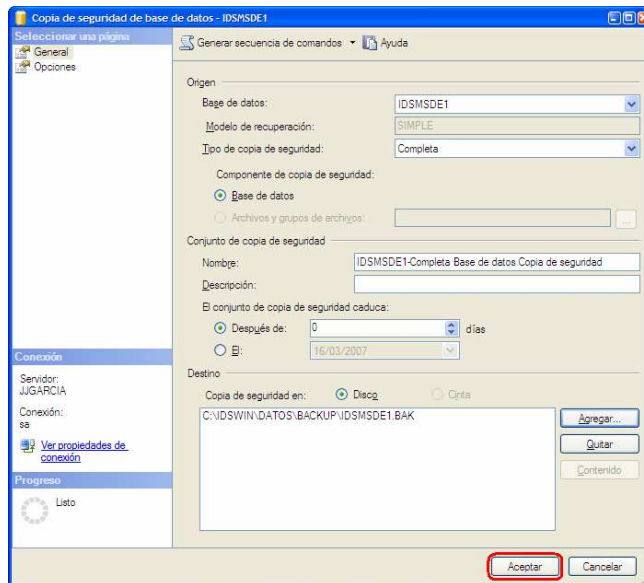 Copia de seguridad de base de datos - IDSMSDE1
Seleccionar una página
General
Opciones
Generar secuencia de comandos
Ayuda
Origen
Base de datos: IDSMSDE1
Modelo de recuperación: SIMPLE
Tipo de copia de seguridad: Completa
Componente de copia de seguridad:
Base de datos
Archivos y grupos de archivos: ...
Conjunto de copia de seguridad
Nombre: IDSMSDE1-Completa Base de datos Copia de seguridad
Descripción:
El conjunto de copia de seguridad caduca:
Después de: 0 días
El: 16/03/2007
Destino
Copia de seguridad en: Disco Cinta
C:\IDSWIN\DATOS\BACKUP\IDSMSDE1.BAK
Agregar...
Quitar
Contenido
Conexión
Servidor:
JJGARCIA
Conexión:
sa
Ver propiedades de
conexión
Progreso
Listo
Aceptar Cancelar